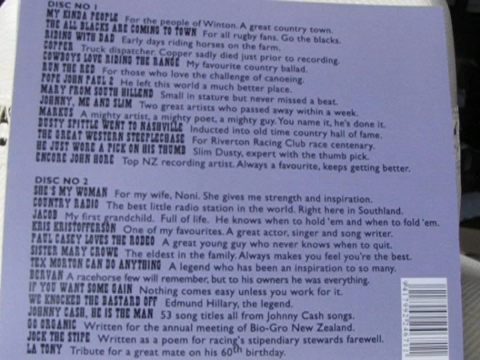 DISC NO 1
MY KINDA PEOPLE For the people of Winton. A great country town.
THE ALL BLACKS ARE COMING TO TOWN For all rugby fans. Go the blacks.
RIDING WITH DAD Early days riding horses on the farm.
COPPER Truck dispatcher. Copper sadly died just prior to recording.
COWBOYS LOVE RIDING THE RANGE My favourite country ballad.
RUN THE RED For those who love the challenge of canoeing.
POPE JOHN PAUL 2 He left this world a much better place.
MARY FROM SOUTH HILLEND Small in stature but never missed a beat.
JOHNNY, ME AND SLIM Two great artists who passed away within a week.
MAREKS A mighty artist, a mighty poet, a mighty guy. You name it, he's done it.
RUSTY SPITTLE WENT TO NASHVILLE Inducted into old time country hall of fame.
THE GREAT WESTERN STEEPLECHASE For Riverton Racing Club race centenary.
HE JUST WORE A PICK ON HIS THUMB Slim Dusty, expert with the thumb pick.
ENCORE JOHN HORE Top NZ recording artist. Always a favourite, keeps getting better.
DISC NO 2
SHE'S MY WOMAN For my wife, Noni. She gives me strength and inspiration.
COUNTRY RADIO The best little radio station in the world. Right here in Southland.
JACOB My first grandchild. Full of life. He knows when to hold 'em and when to fold 'em.
KRIS KRISTOFFERSON One of my favourites. A great actor, singer and song writer.
PAUL CASEY LOVES THE RODEO A great young guy who never knows when to quit.
SISTER MARY CROWE The eldest in the family. Always makes you feel you're the best.
TEX MORTON CAN DO ANYTHING A legend who has been an inspiration to so many.
DERVAN A racehorse few will remember, but to his owners he was everything.
IF YOU WANT SOME GAIN Nothing comes easy unless you work for it.
WE KNOCKED THE BASTARD OFF Edmund Hillary, the legend.
JOHNNY CASH, HE IS THE MAN 53 song titles all from Johnny Cash songs.
GO ORGANIC Written for the annual meeting of Bio-Gro New Zealand.
JOCK THE STIPE Written as a poem for racing's stipendiary stewards farewell.
LA TONY Tribute for a great mate on his 60th birthday.